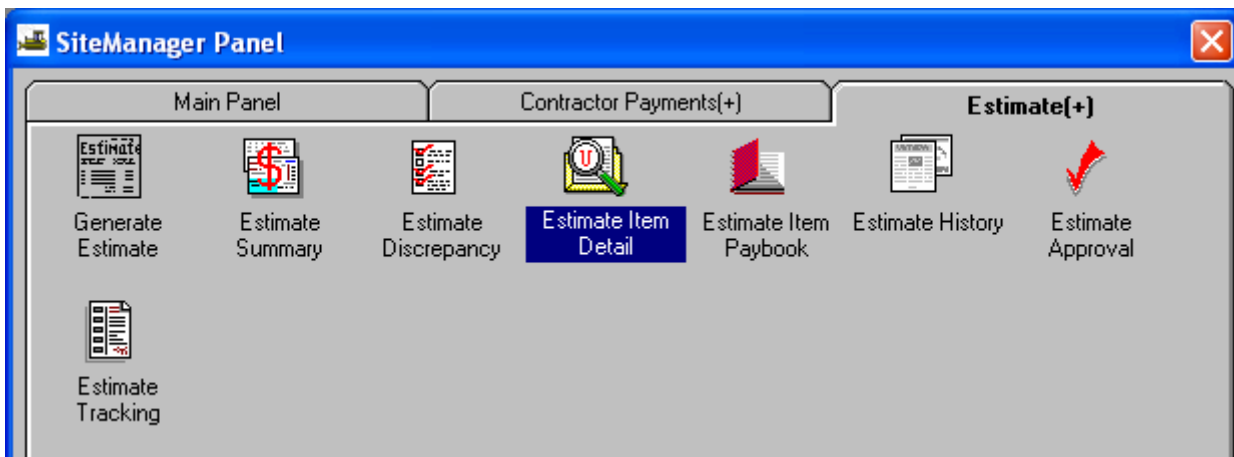 SiteManager Panel
Main Panel
Contractor Payments(+)
Estimate(+)
Estimate
Generate
Estimate
Estimate
Summary
Estimate
Discrepancy
Estimate Item
Detail
Estimate Item
Paybook
Estimate History
Estimate
Approval
Estimate
Tracking